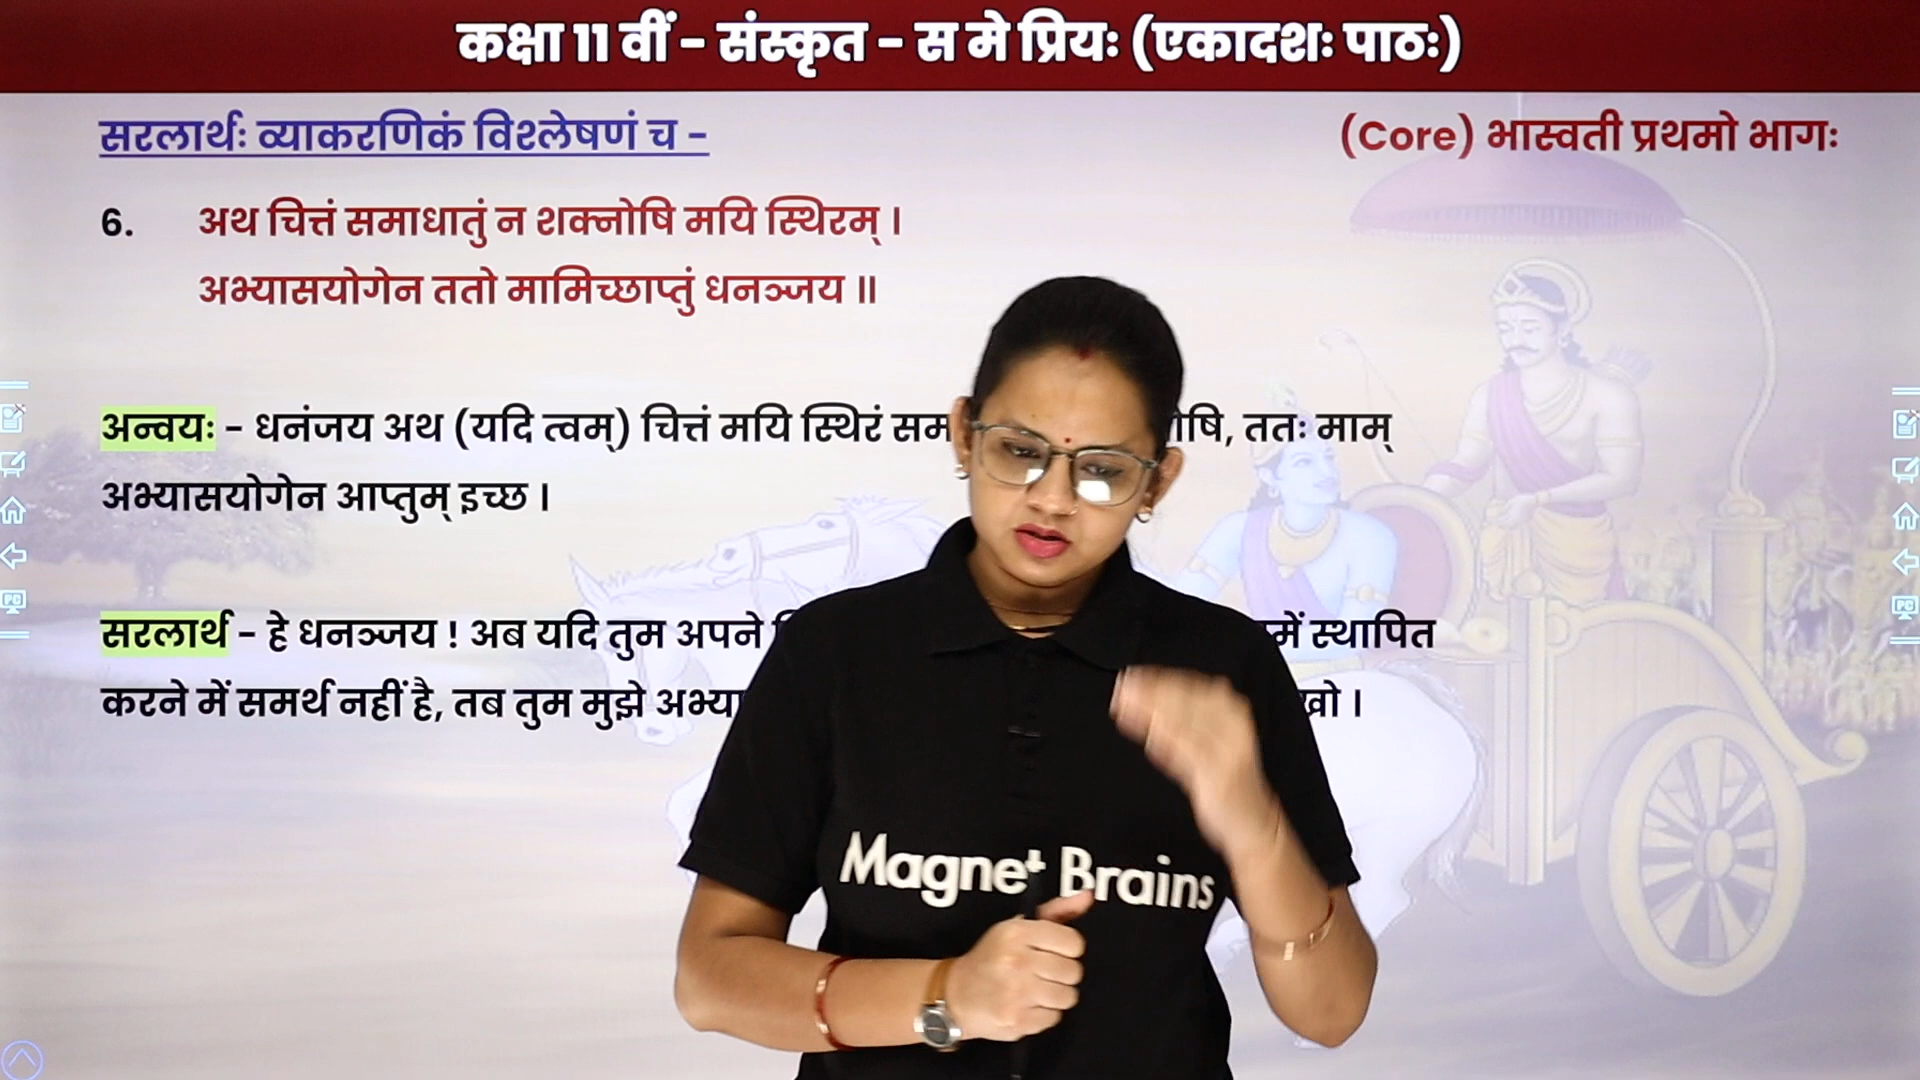 कक्षा 11 वीं - संस्कृत - स मे प्रियः (एकादशः पाठः)
सरलार्थः व्याकरणिकं विश्लेषणं च -
(Core) भास्वती प्रथमो भागः
6. अथ चित्तं समाधातुं न शक्नोषि मयि स्थिरम् ।
अभ्यासयोगेन ततो मामिच्छाप्तुं धनञ्जय ॥
अन्वयः - धनंजय अथ (यदि त्वम्) चित्तं मयि स्थिरं ततः माम्
अभ्यासयोगेन आप्तुम् इच्छ ।
सरलार्थ - हे धनञ्जय ! अब यदि तुम अपने में स्थापित
करने में समर्थ नहीं है, तब तुम मुझे ।
Magnet Brains
PC
PC